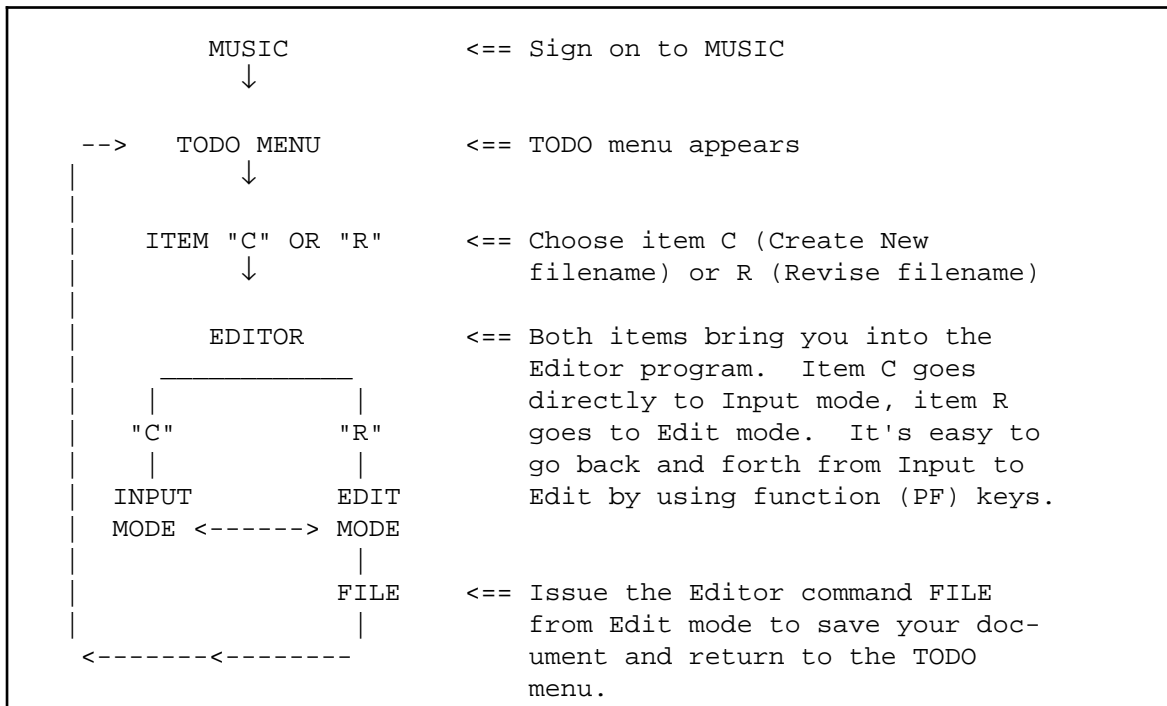 MUSIC <== Sign on to MUSIC
↓
--> TODO MENU <== TODO menu appears
↓
ITEM "C" OR "R" <== Choose item C (Create New
↓ filename) or R (Revise filename)
EDITOR <== Both items bring you into the
Editor program. Item C goes
directly to Input mode, item R
"C" "R" goes to Edit mode. It's easy to
go back and forth from Input to
INPUT EDIT Edit by using function (PF) keys.
MODE <------> MODE
FILE <== Issue the Editor command FILE
from Edit mode to save your doc-
<-------<-------- ument and return to the TODO
menu.